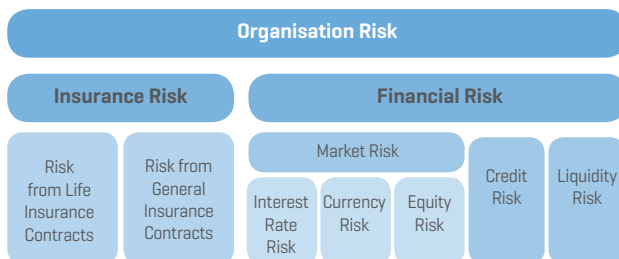 Organisation Risk
Insurance Risk
Financial Risk
Risk
from Life
Insurance
Contracts
Risk from
General
Insurance
Contracts
Market Risk
Interest
Rate
Risk
Currency
Risk
Equity
Risk
Credit
Risk
Liquidity
Risk